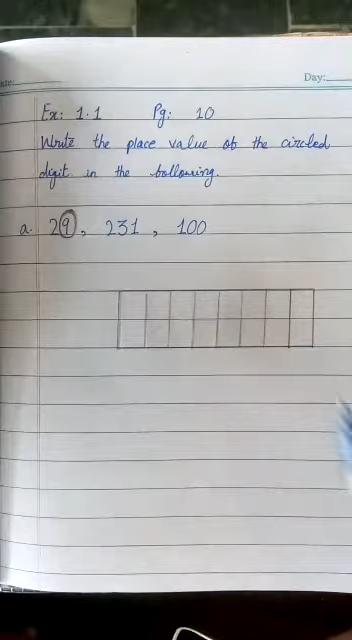 Date:
Day:
Ex: 1.1 Pg: 10
Write the place value of the circled
digit in the following.
a. 29, 231, 100